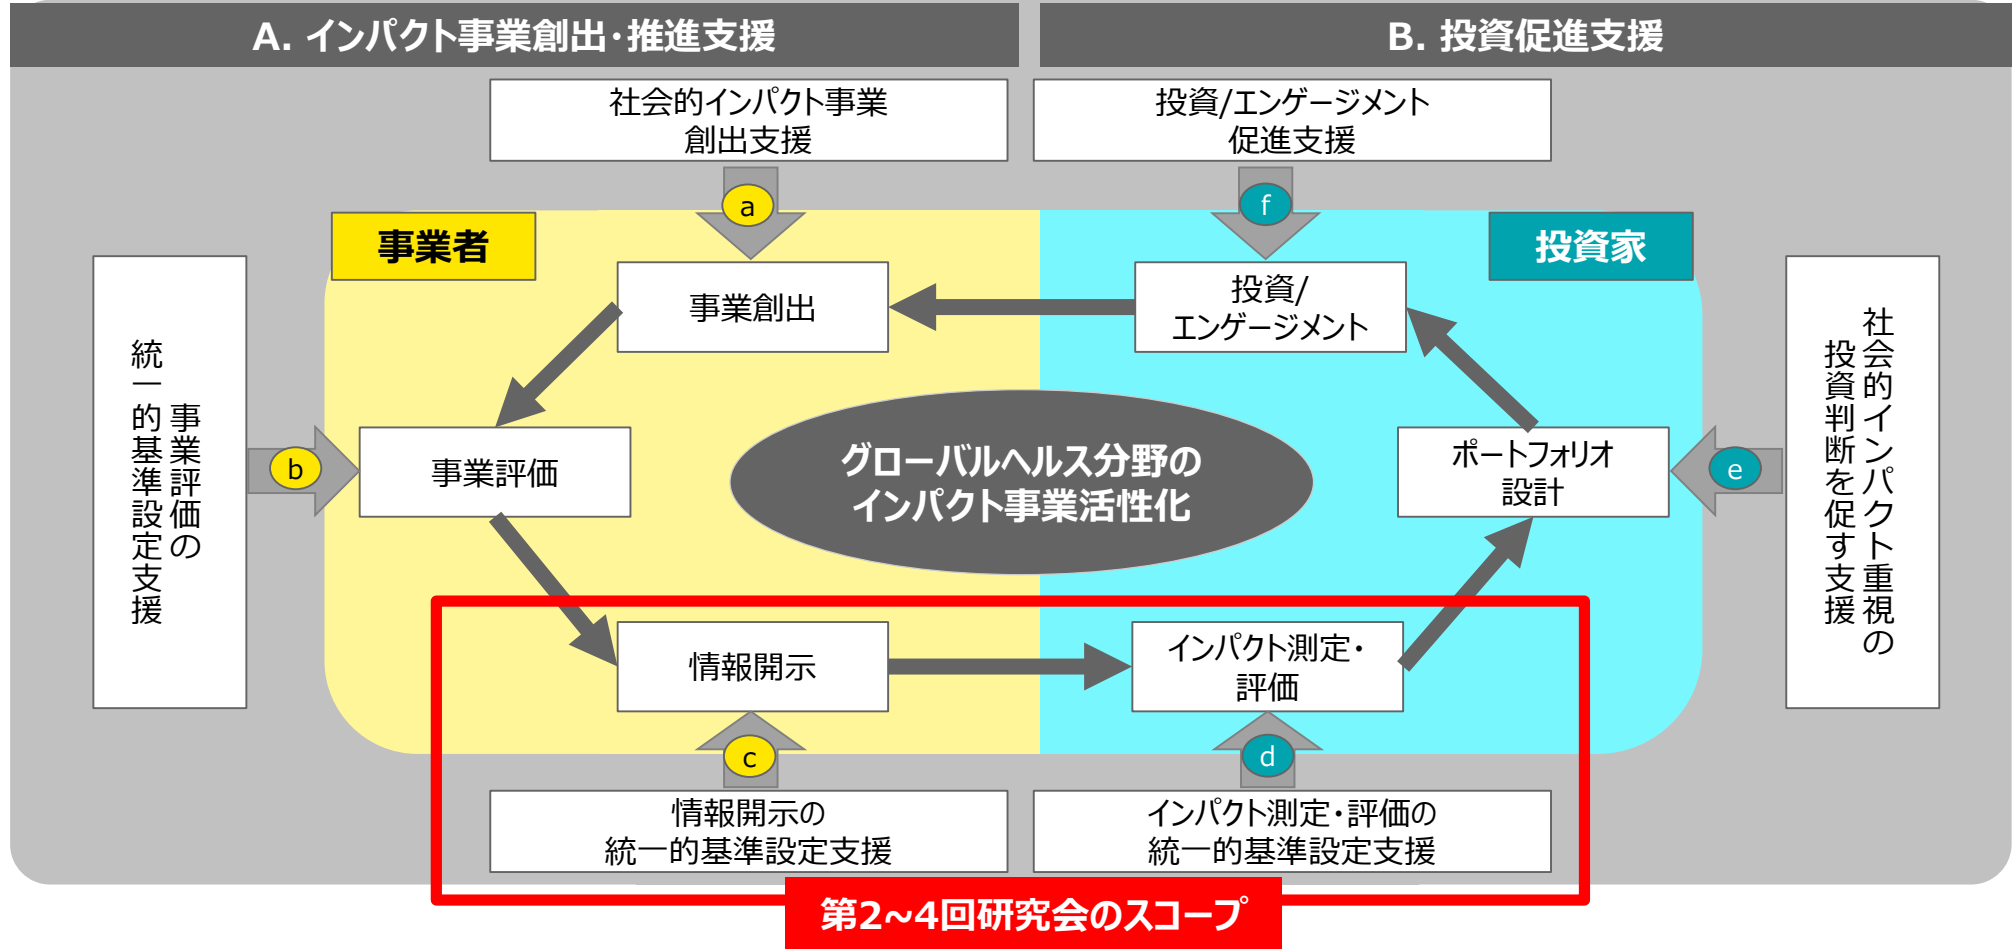 A. インパクト事業創出・推進支援
B. 投資促進支援
社会的インパクト事業
創出支援
投資/エンゲージメント
促進支援
a
f
事業者
投資家
事業創出
投資/
エンゲージメント
事業評価の
統一的基準設定支援
b
事業評価
グローバルヘルス分野の
インパクト事業活性化
ポートフォリオ
設計
e
社会的インパクト重視の
投資判断を促す支援
情報開示
インパクト測定・
評価
c
d
情報開示の
統一的基準設定支援
インパクト測定・評価の
統一的基準設定支援
第2~4回研究会のスコープ